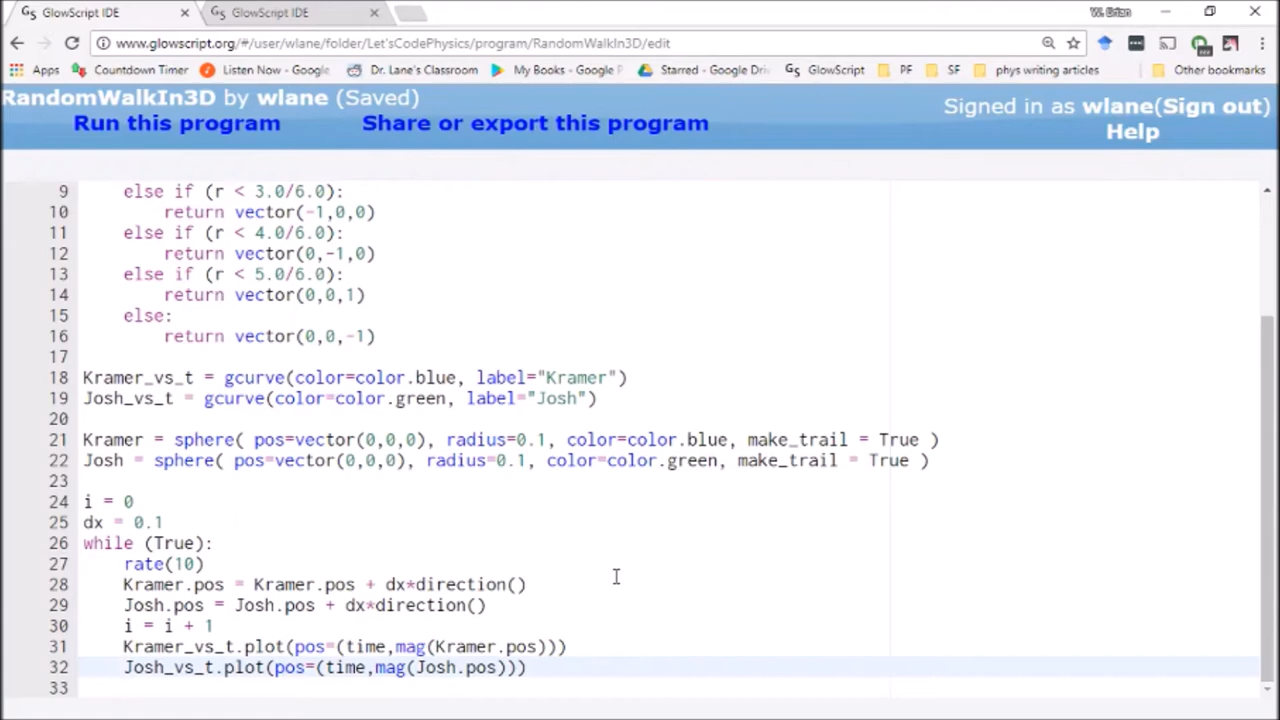 GlowScript IDE
GlowScript IDE
W. Brian
www.glowscript.org/#/user/wlane/folder/Let'sCodePhysics/program/RandomWalkIn3D/edit
Apps Countdown Timer Listen Now - Google Dr. Lane's Classroom My Books - Google P Starred - Google Driv GlowScript PF SF phys writing articles Other bookmarks
RandomWalkIn3D by wlane (Saved)
Signed in as wlane(Sign out)
Run this program Share or export this program
Help
9 else if (r < 3.0/6.0):
10 return vector(-1,0,0)
11 else if (r < 4.0/6.0):
12 return vector(0,-1,0)
13 else if (r < 5.0/6.0):
14 return vector(0,0,1)
15 else:
16 return vector(0,0,-1)
17
18 Kramer_vs_t = gcurve(color=color.blue, label="Kramer")
19 Josh_vs_t = gcurve(color=color.green, label="Josh")
20
21 Kramer = sphere( pos=vector(0,0,0), radius=0.1, color=color.blue, make_trail = True )
22 Josh = sphere( pos=vector(0,0,0), radius=0.1, color=color.green, make_trail = True )
23
24 i = 0
25 dx = 0.1
26 while (True):
27 rate(10)
28 Kramer.pos = Kramer.pos + dx*direction()
29 Josh.pos = Josh.pos + dx*direction()
30 i = i + 1
31 Kramer_vs_t.plot(pos=(time,mag(Kramer.pos)))
32 Josh_vs_t.plot(pos=(time,mag(Josh.pos)))
33